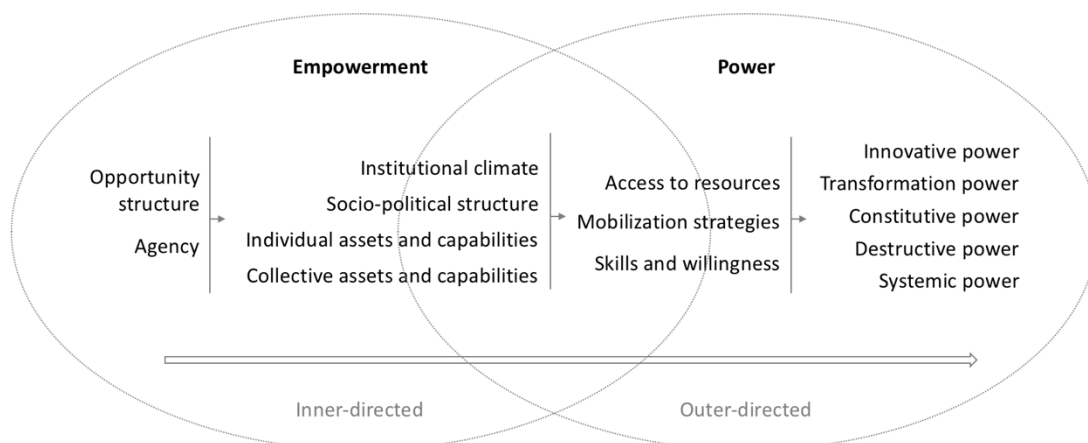 Empowerment
Power
Opportunity
structure
Agency
Institutional climate
Socio-political structure
Individual assets and capabilities
Collective assets and capabilities
Access to resources
Mobilization strategies
Skills and willingness
Innovative power
Transformation power
Constitutive power
Destructive power
Systemic power
Inner-directed
Outer-directed